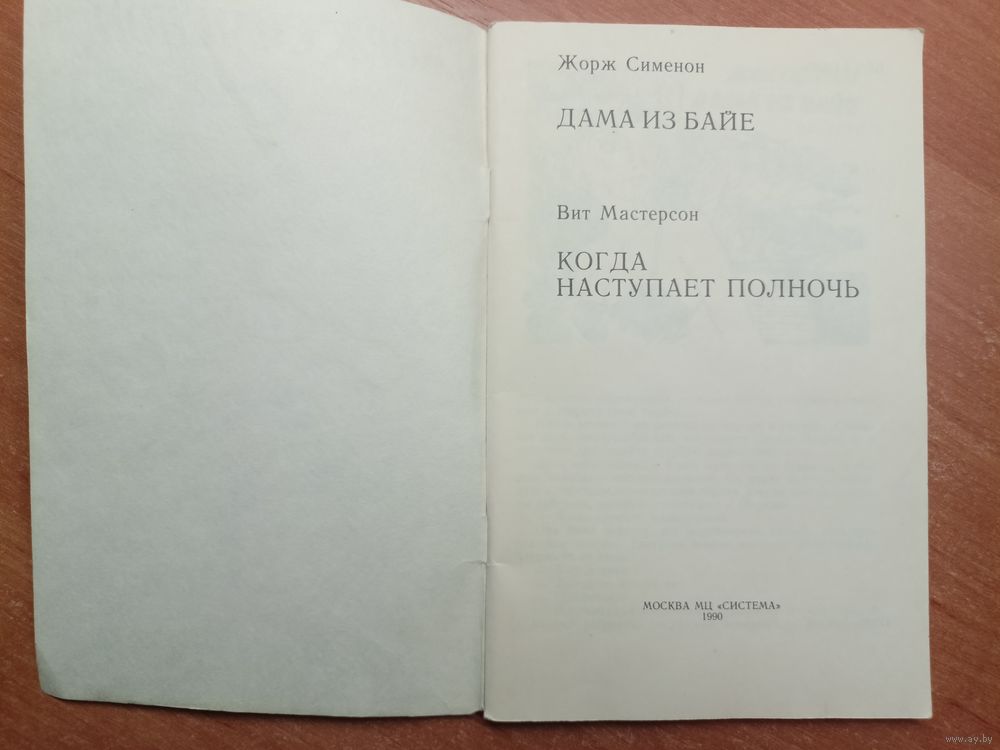 Жорж Сименон
ДАМА ИЗ БАЙЕ
Вит Мастерсон
КОГДА
НАСТУПАЕТ ПОЛНОЧЬ
МОСКВА МЦ «СИСТЕМА»
1990
www.ay.by